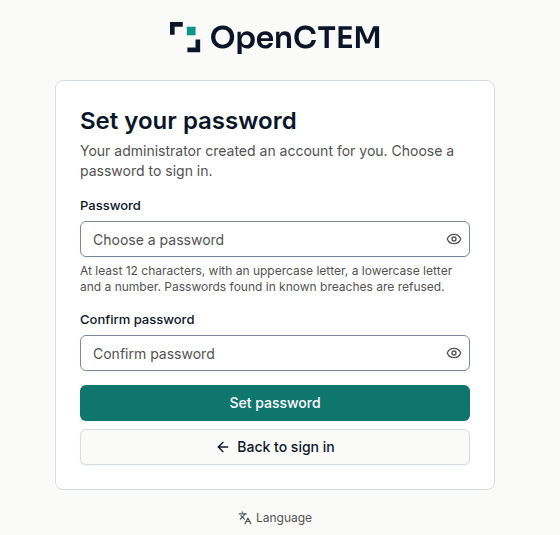 OpenCTEM
Set your password
Your administrator created an account for you. Choose a
password to sign in.
Password
Choose a password
At least 12 characters, with an uppercase letter, a lowercase letter
and a number. Passwords found in known breaches are refused.
Confirm password
Confirm password
Set password
Back to sign in
Language